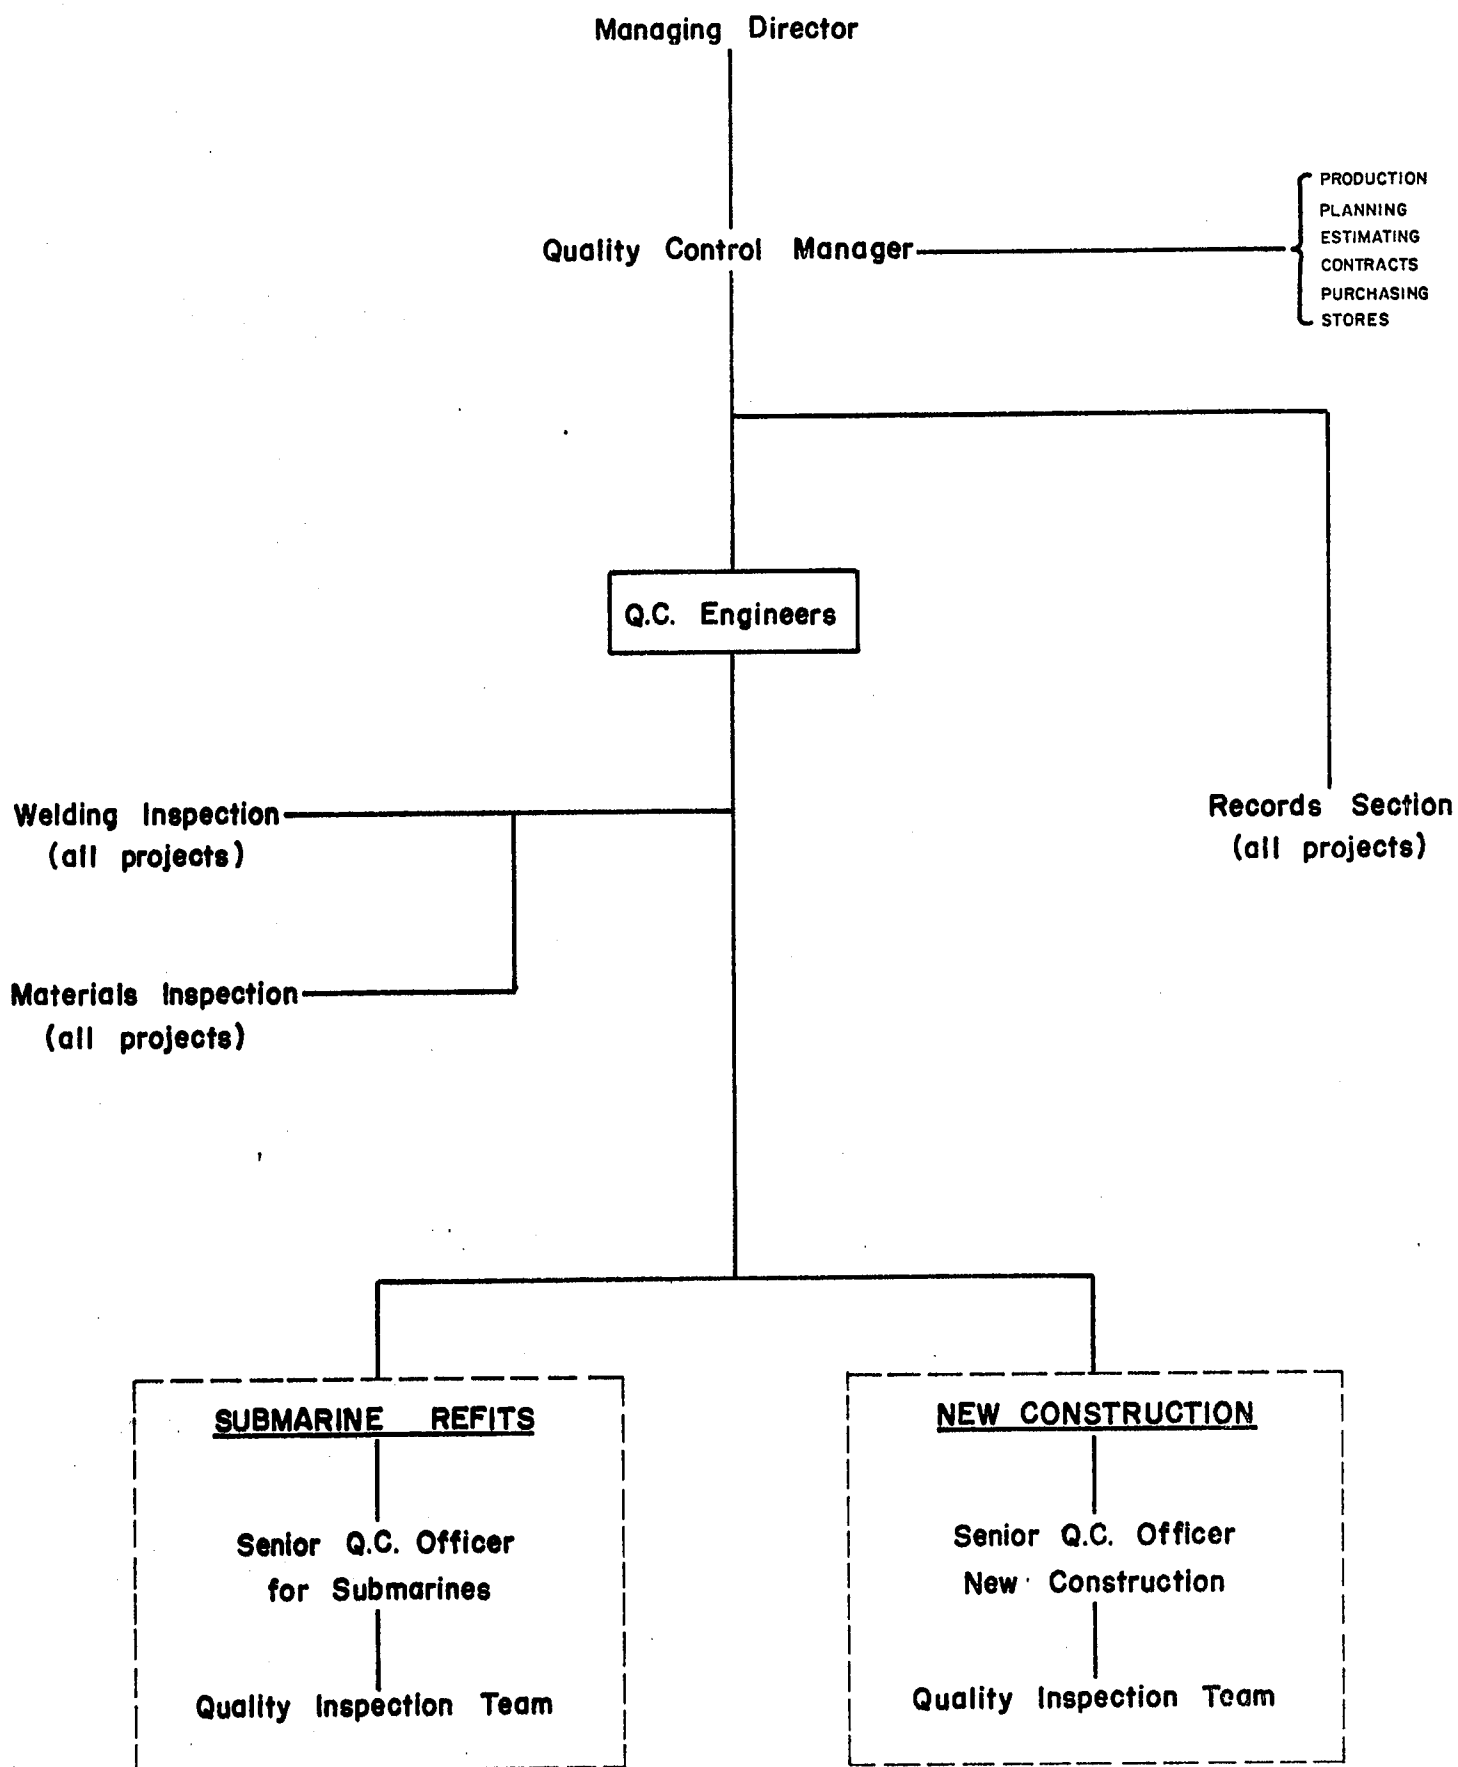 Managing Director
PRODUCTION
PLANNING
Quality Control Manager
ESTIMATING
CONTRACTS
PURCHASING
STORES
Q.C. Engineers
Welding Inspection
(all projects)
Records Section
(all projects)
Materials Inspection
(all projects)
SUBMARINE REFITS
Senior Q.C. Officer
for Submarines
Quality Inspection Team
NEW CONSTRUCTION
Senior Q.C. Officer
New Construction
Quality Inspection Team